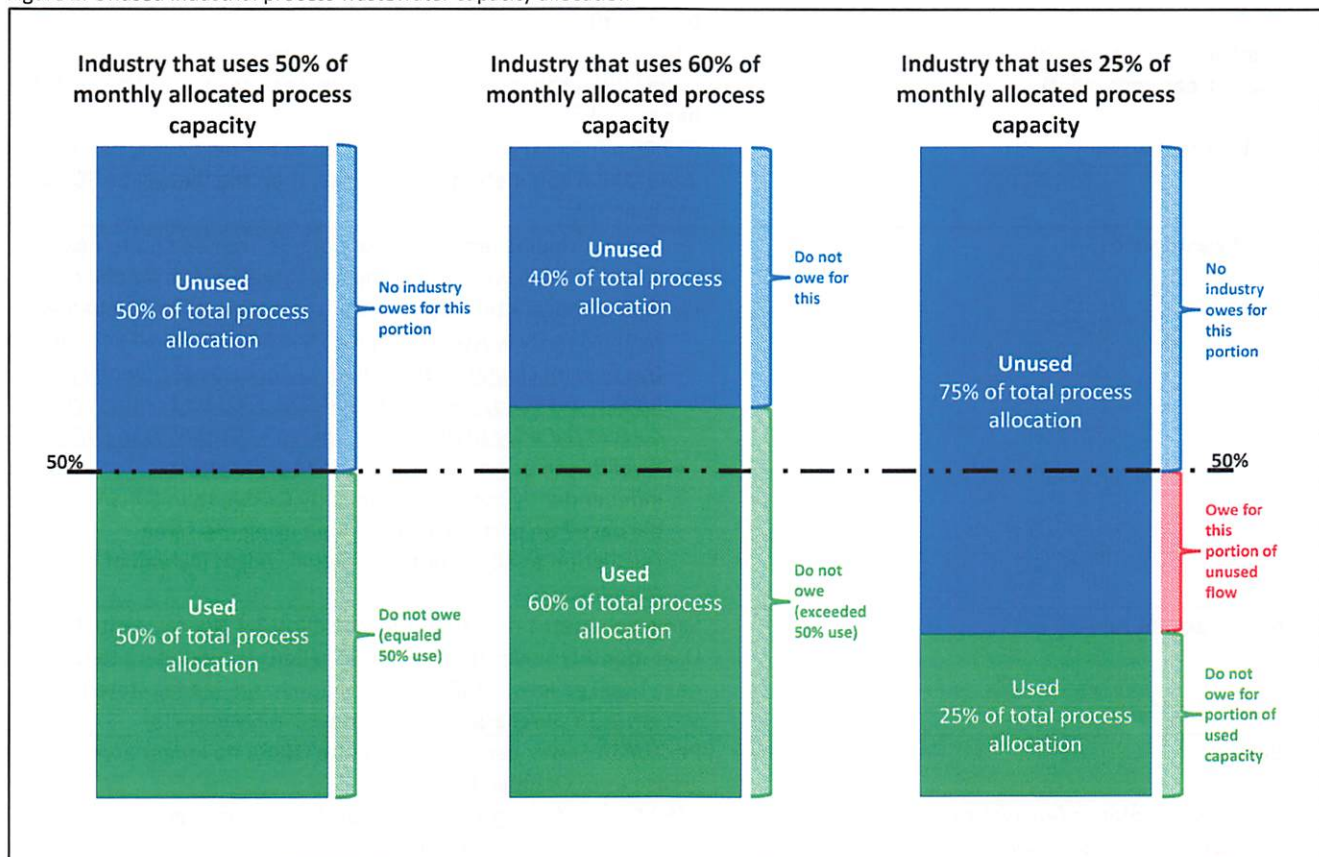 Industry that uses 50% of
monthly allocated process
capacity
Unused
50% of total process
allocation
No industry
owes for this
portion
50%
Used
50% of total process
allocation
Do not owe
(equaled
50% use)
Industry that uses 60% of
monthly allocated process
capacity
Unused
40% of total process
allocation
Do not
owe for
this
Used
60% of total process
allocation
Do not
owe
(exceeded
50% use)
Industry that uses 25% of
monthly allocated process
capacity
Unused
75% of total process
allocation
No
industry
owes for
this
portion
50%
Owe for
this
portion of
unused
flow
Used
25% of total process
allocation
Do not
owe for
portion of
used
capacity